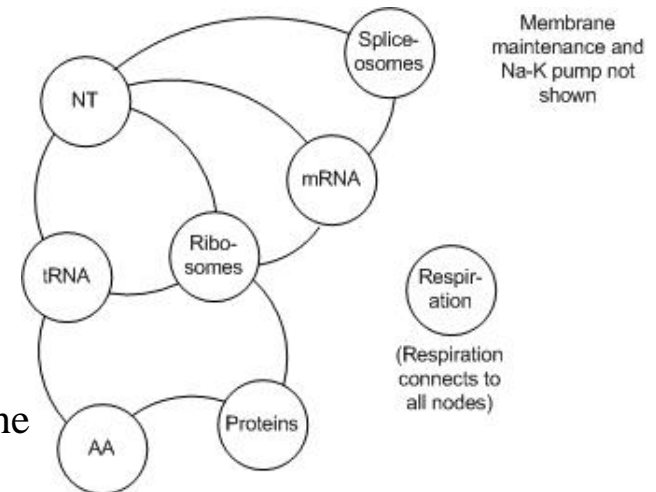 Splice-
osomes
Membrane
maintenance and
Na-K pump not
shown
NT
mRNA
Ribo-
somes
tRNA
Respir-
ation
(Respiration
connects to
all nodes)
Proteins
AA